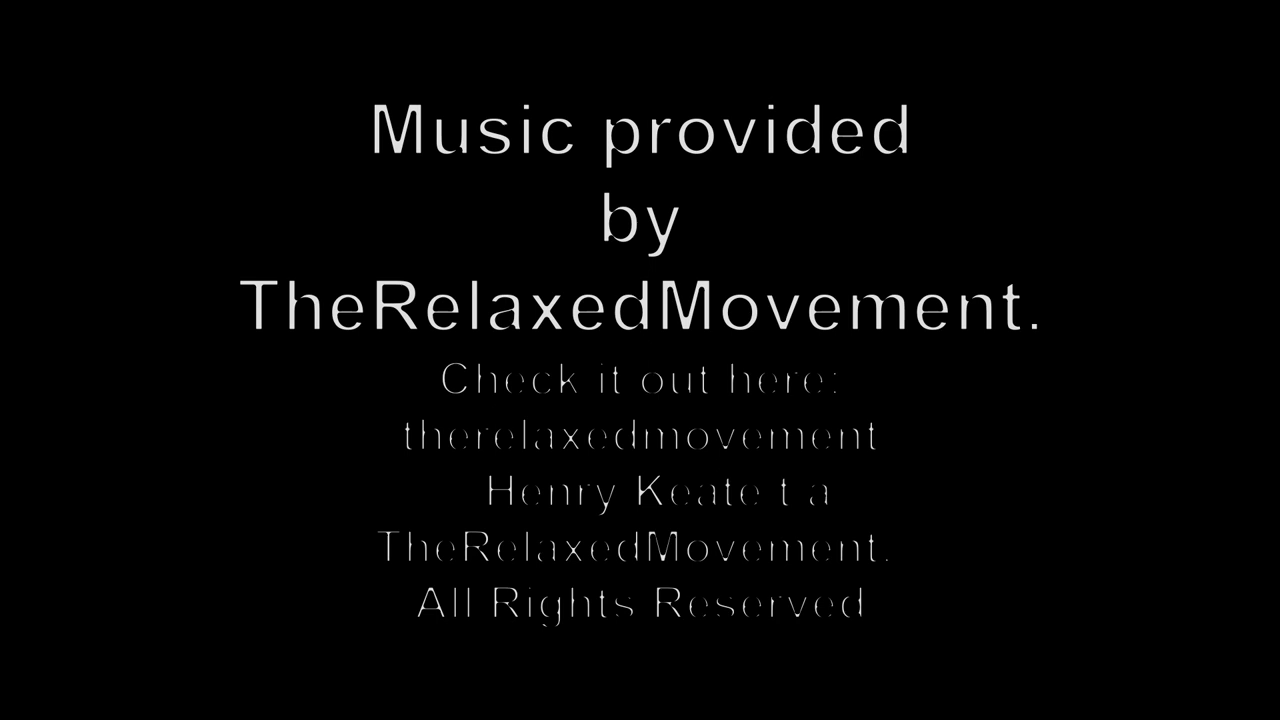 Music provided
by
TheRelaxedMovement.
Check it out here:
therelaxedmovement
Henry Keate t a
TheRelaxedMovement.
All Rights Reserved